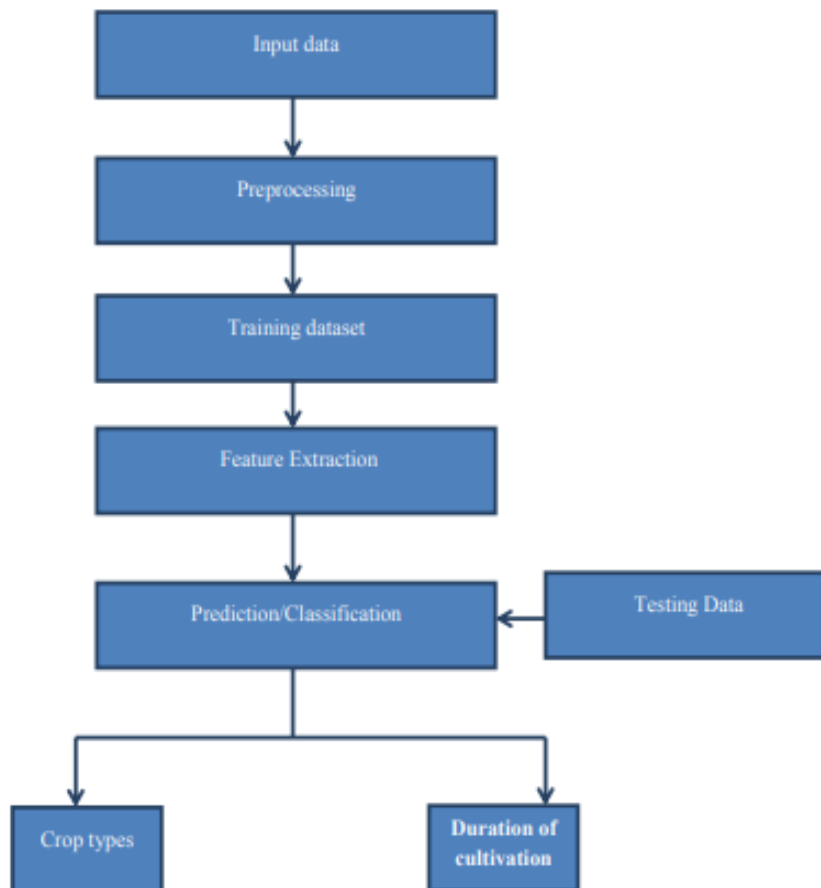 Input data
Preprocessing
Training dataset
Feature Extraction
Prediction/Classification
Testing Data
Crop types
Duration of
cultivation